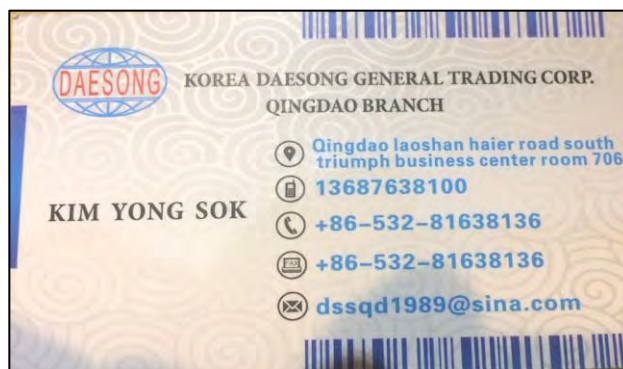 DAESONG
KOREA DAESONG GENERAL TRADING CORP.
QINGDAO BRANCH
KIM YONG SOK
Qingdao laoshan haier road south
triumph business center room 706
13687638100
+86-532-81638136
FAX
+86-532-81638136
dssqd1989@sina.com